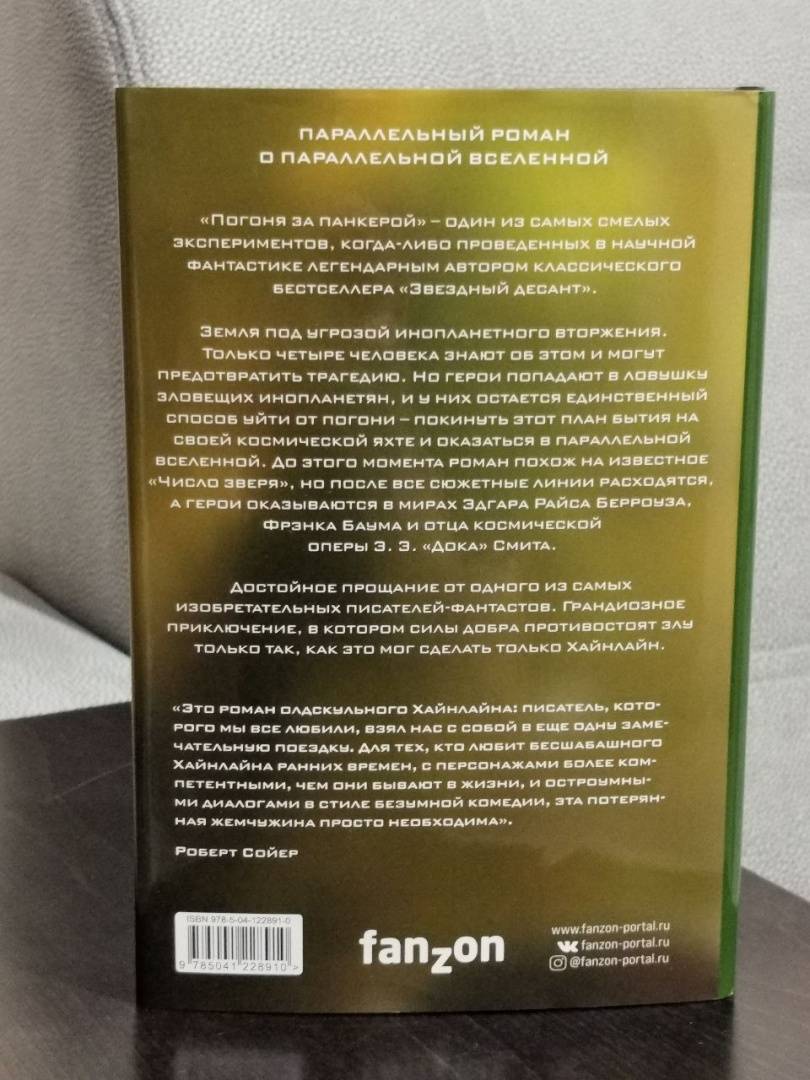 ПАРАЛЛЕЛЬНЫЙ РОМАН
О ПАРАЛЛЕЛЬНОЙ ВСЕЛЕННОЙ
«Погоня за панкерой» – один из самых смелых
экспериментов, когда-либо проведенных в научной
фантастике легендарным автором классического
бестселлера «Звездный десант».
Земля под угрозой инопланетного вторжения.
Только четыре человека знают об этом и могут
предотвратить трагедию. Но герои попадают в ловушку
зловещих инопланетян, и у них остается единственный
способ уйти от погони – покинуть этот план бытия на
своей космической яхте и оказаться в параллельной
вселенной. До этого момента роман похож на известное
«Число зверя», но после все сюжетные линии расходятся,
а герои оказываются в мирах Эдгара Райса Берроуза,
Фрэнка Баума и отца космической
оперы Э. Э. «Дока» Смита.
Достойное прощание от одного из самых
изобретательных писателей-фантастов. Грандиозное
приключение, в котором силы добра противостоят злу
только так, как это мог сделать только Хайнлайн.
«Это роман олдскульного Хайнлайна: писатель, кото-
рого мы все любили, взял нас с собой в еще одну заме-
чательную поездку. Для тех, кто любит бесшабашного
Хайнлайна ранних времен, с персонажами более ком-
петентными, чем они бывают в жизни, и остроумны-
ми диалогами в стиле безумной комедии, эта потерян-
ная жемчужина просто необходима».
Роберт Сойер
ISBN 978-5-04-122891-0
9 785041 228910 >
fanzon
www.fanzon-portal.ru
fanzon-portal.ru
@fanzon-portal.ru